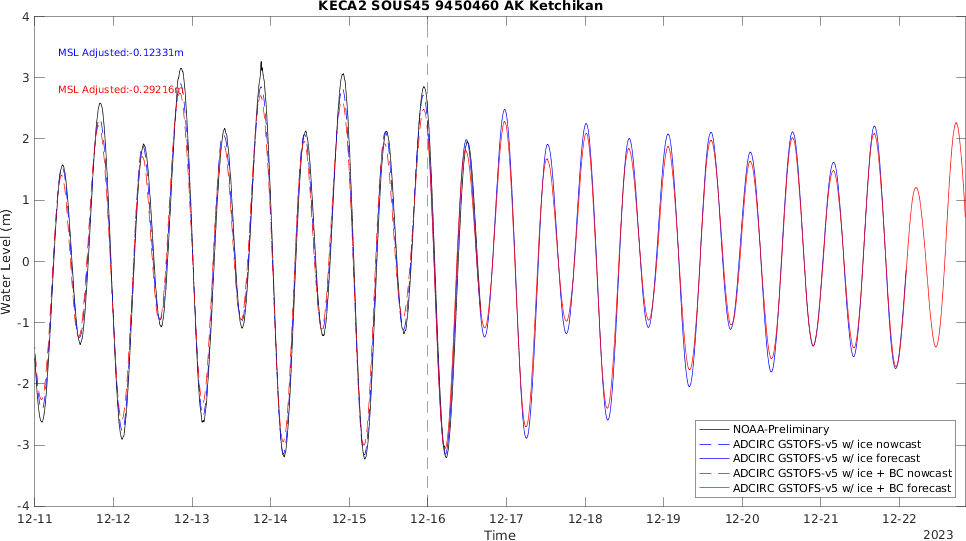 KECA2 SOUS45 9450460 AK Ketchikan
MSL Adjusted:-0.12331m
MSL Adjusted:-0.29216m
4
3
2
1
0
-1
-2
-3
-4
Water Level (m)
NOAA-Preliminary
ADCIRC GSTOFS-v5 w/ ice nowcast
ADCIRC GSTOFS-v5 w/ ice forecast
ADCIRC GSTOFS-v5 w/ ice + BC nowcast
ADCIRC GSTOFS-v5 w/ ice + BC forecast
12-11 12-12 12-13 12-14 12-15 12-16 12-17 12-18 12-19 12-20 12-21 12-22
Time
2023